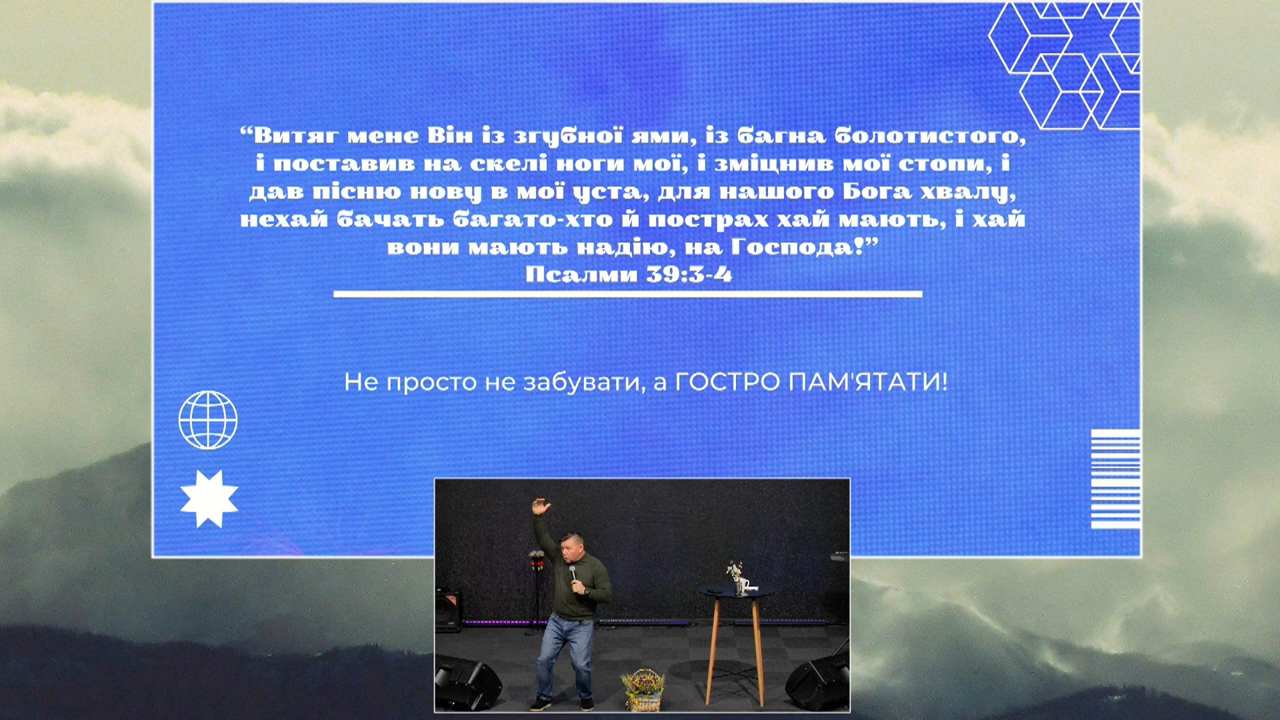 “Витяг мене Він із згубної ями, із багна болотистого,
і поставив на скелі ноги мої, і зміцнив мої стопи, і
дав пісню нову в мої уста, для нашого Бога хвалу,
нехай бачать багато-хто й пострах хай мають, і хай
вони мають надію, на Господа!”
Псалми 39:3-4
Не просто не забувати, а ГОСТРО ПАМ'ЯТАТИ!